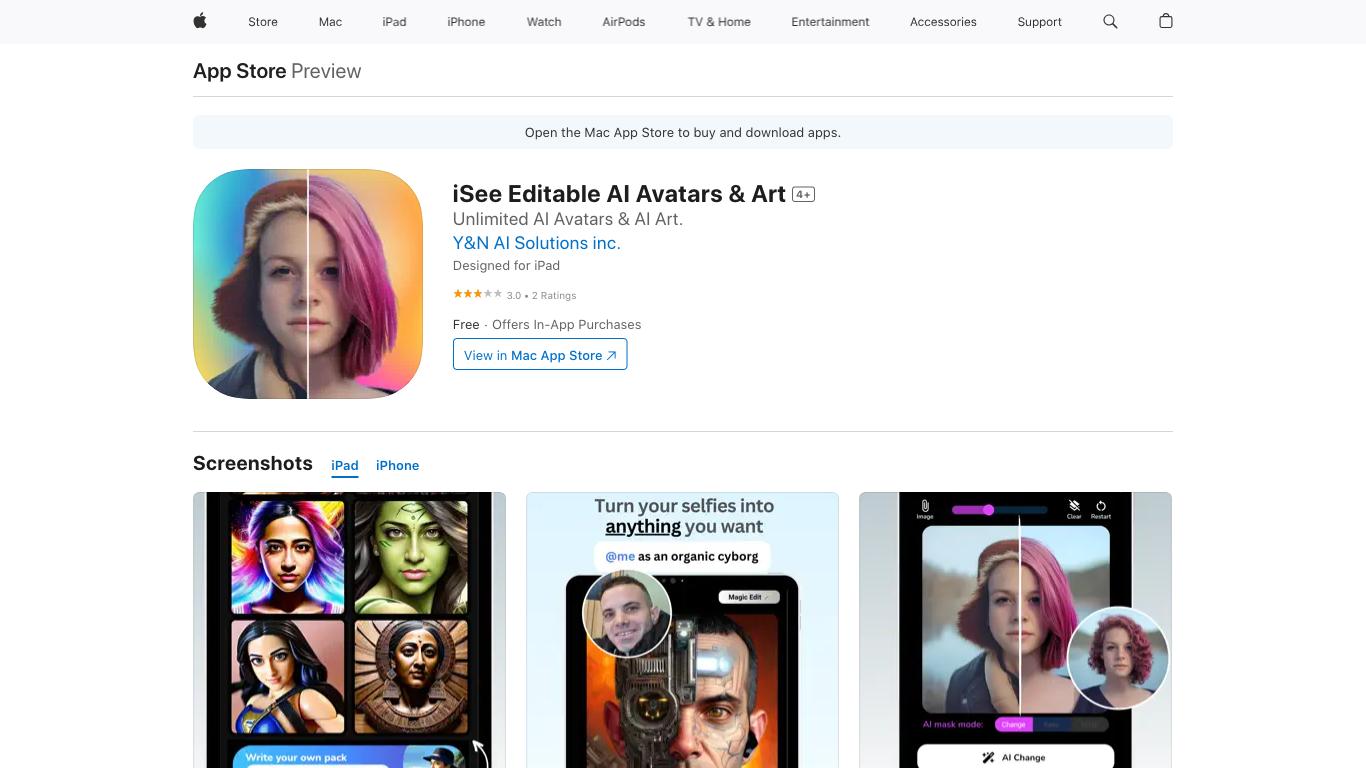 Store Mac iPad iPhone Watch AirPods TV & Home Entertainment Accessories Support
App Store Preview
Open the Mac App Store to buy and download apps.
iSee Editable AI Avatars & Art 4+
Unlimited AI Avatars & AI Art.
Y&N AI Solutions inc.
Designed for iPad
3.0 • 2 Ratings
Free · Offers In-App Purchases
View in Mac App Store
Screenshots iPad iPhone
Write your own pack
Turn your selfies into
anything you want
@me as an organic cyborg
Magic Edit
Image Clear Restart
AI mask mode: Change
AI Change